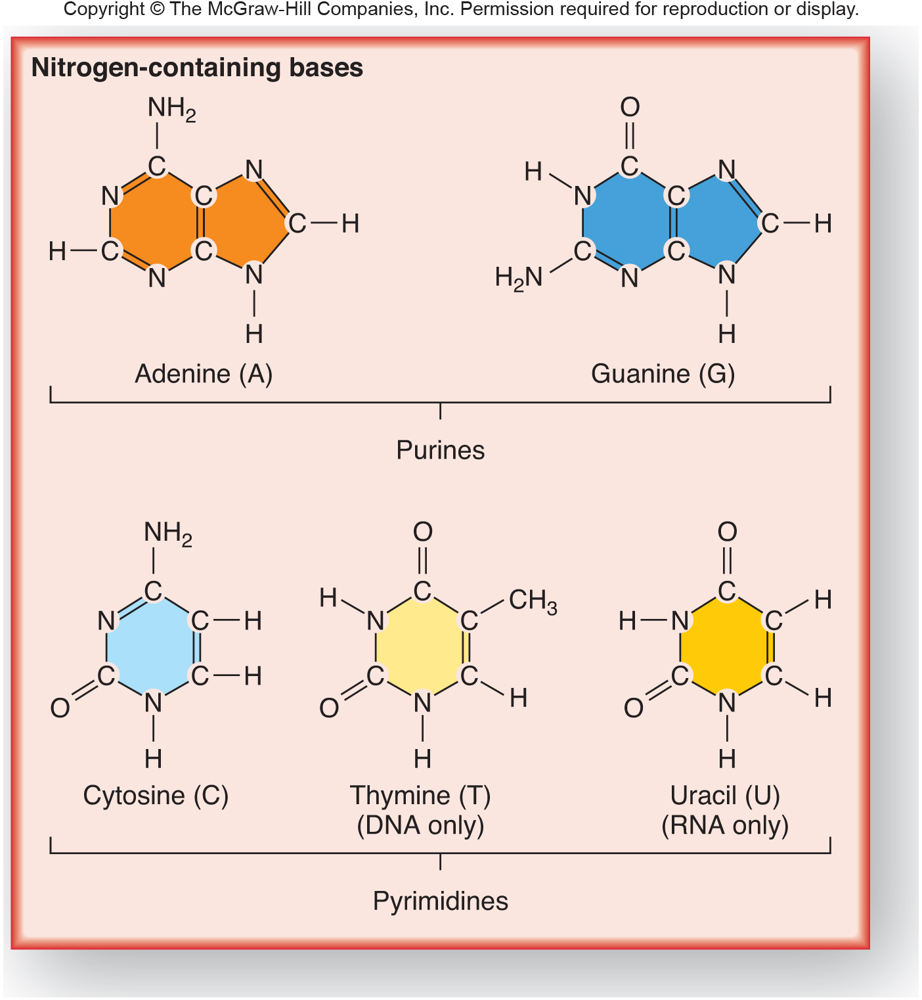 Copyright © The McGraw-Hill Companies, Inc. Permission required for reproduction or display.
Nitrogen-containing bases
NH₂
O
C
N
C
N
H
N
C
N
C
N
C
H
C
H
H
C
C
N
N
C
C
N
N
H₂N
H
H
Adenine (A)
Guanine (G)
Purines
NH₂
O
O
C
C
C
H
CH₃
H
N
C
H
N
C
H
N
C
C
C
H
C
C
C
C
O
N
O
N
H
O
N
H
H
H
H
Cytosine (C)
Thymine (T)
Uracil (U)
(DNA only)
(RNA only)
Pyrimidines